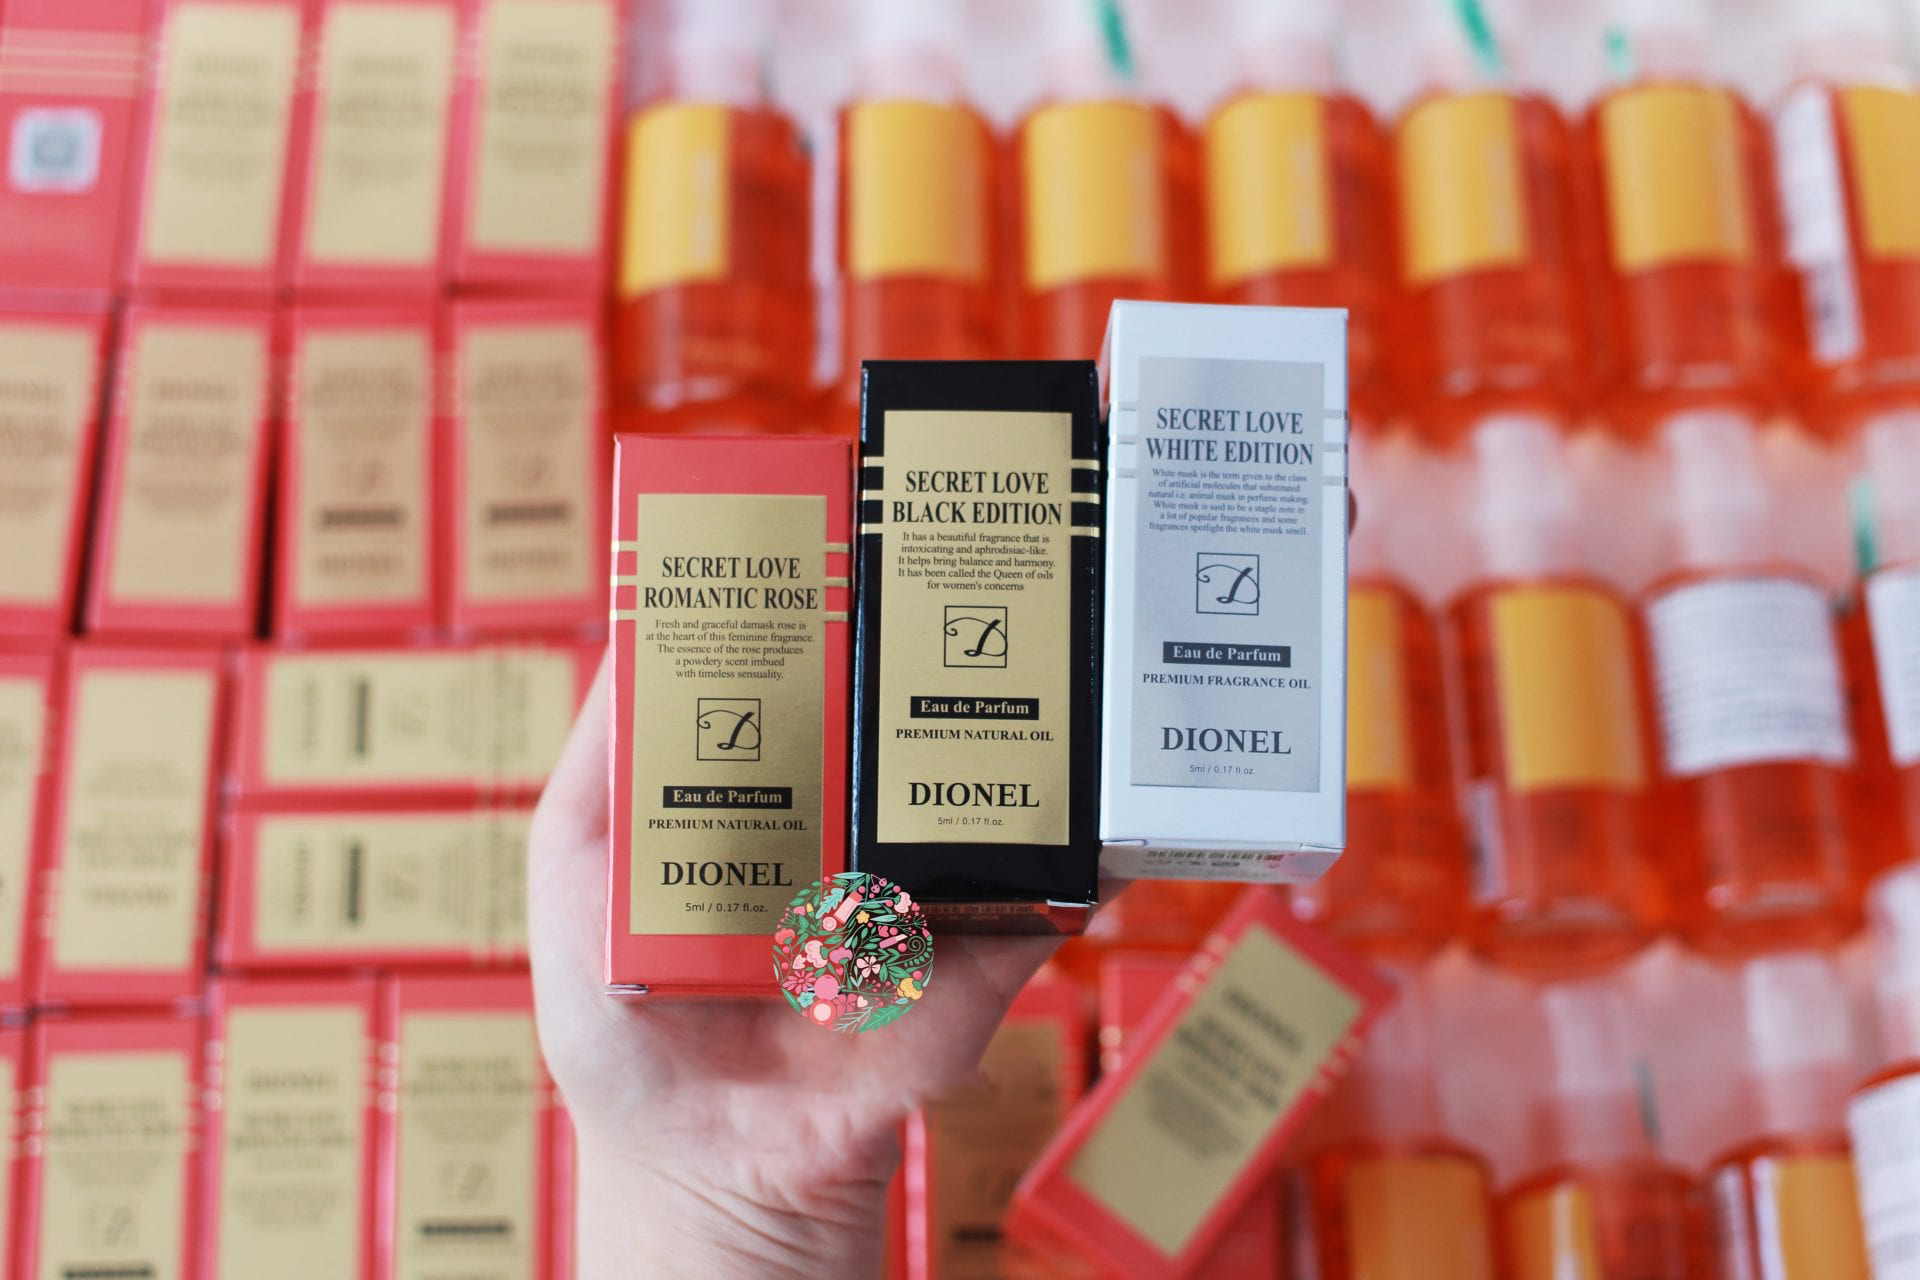 SECRET LOVE
ROMANTIC ROSE
Fresh and graceful damask rose is
at the heart of this feminine fragrance.
The essence of the rose produces
a powdery scent imbued
with timeless sensuality.
Eau de Parfum
PREMIUM NATURAL OIL
DIONEL
5ml / 0.17 fl.oz.
SECRET LOVE
BLACK EDITION
It has a beautiful fragrance that is
intoxicating and aphrodisiac-like.
It helps bring balance and harmony.
It has been called the Queen of oils
for women's concerns
Eau de Parfum
PREMIUM NATURAL OIL
DIONEL
5ml / 0.17 fl.oz.
SECRET LOVE
WHITE EDITION
White musk is the term given to the class
of artificial molecules that substituted
natural i.e. animal musk in perfume making.
White musk is said to be a staple note in
a lot of popular fragrances and some
fragrances spotlight the white musk smell.
Eau de Parfum
PREMIUM FRAGRANCE OIL
DIONEL
5ml / 0.17 fl.oz.